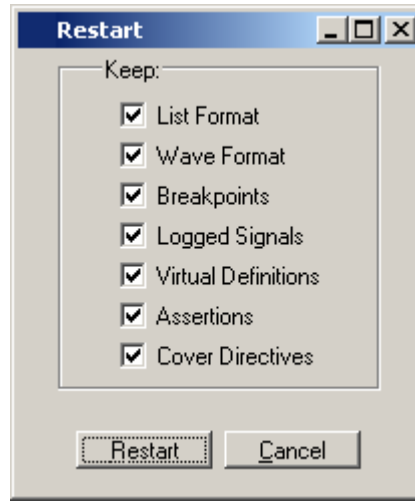 Restart
Keep:
List Format
Wave Format
Breakpoints
Logged Signals
Virtual Definitions
Assertions
Cover Directives
Restart Cancel